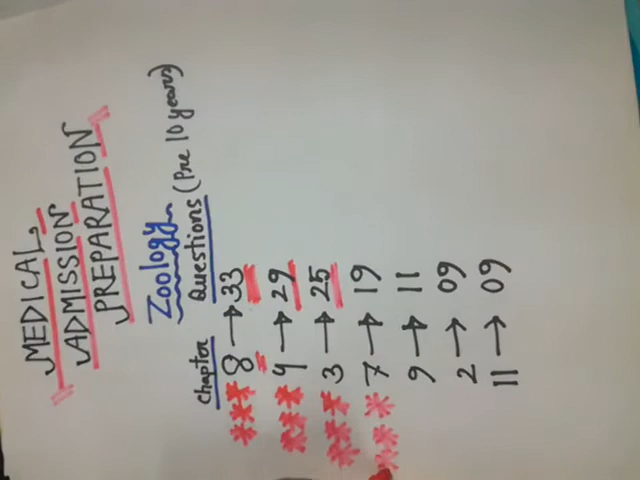 MEDICAL
ADMISSION
PREPARATION
Zoology
Chapter Questions (Pre 10 years)
*** 8 → 33
*** 4 → 29
*** 3 → 25
*** 7 → 19
9 → 11
2 → 09
11 → 09